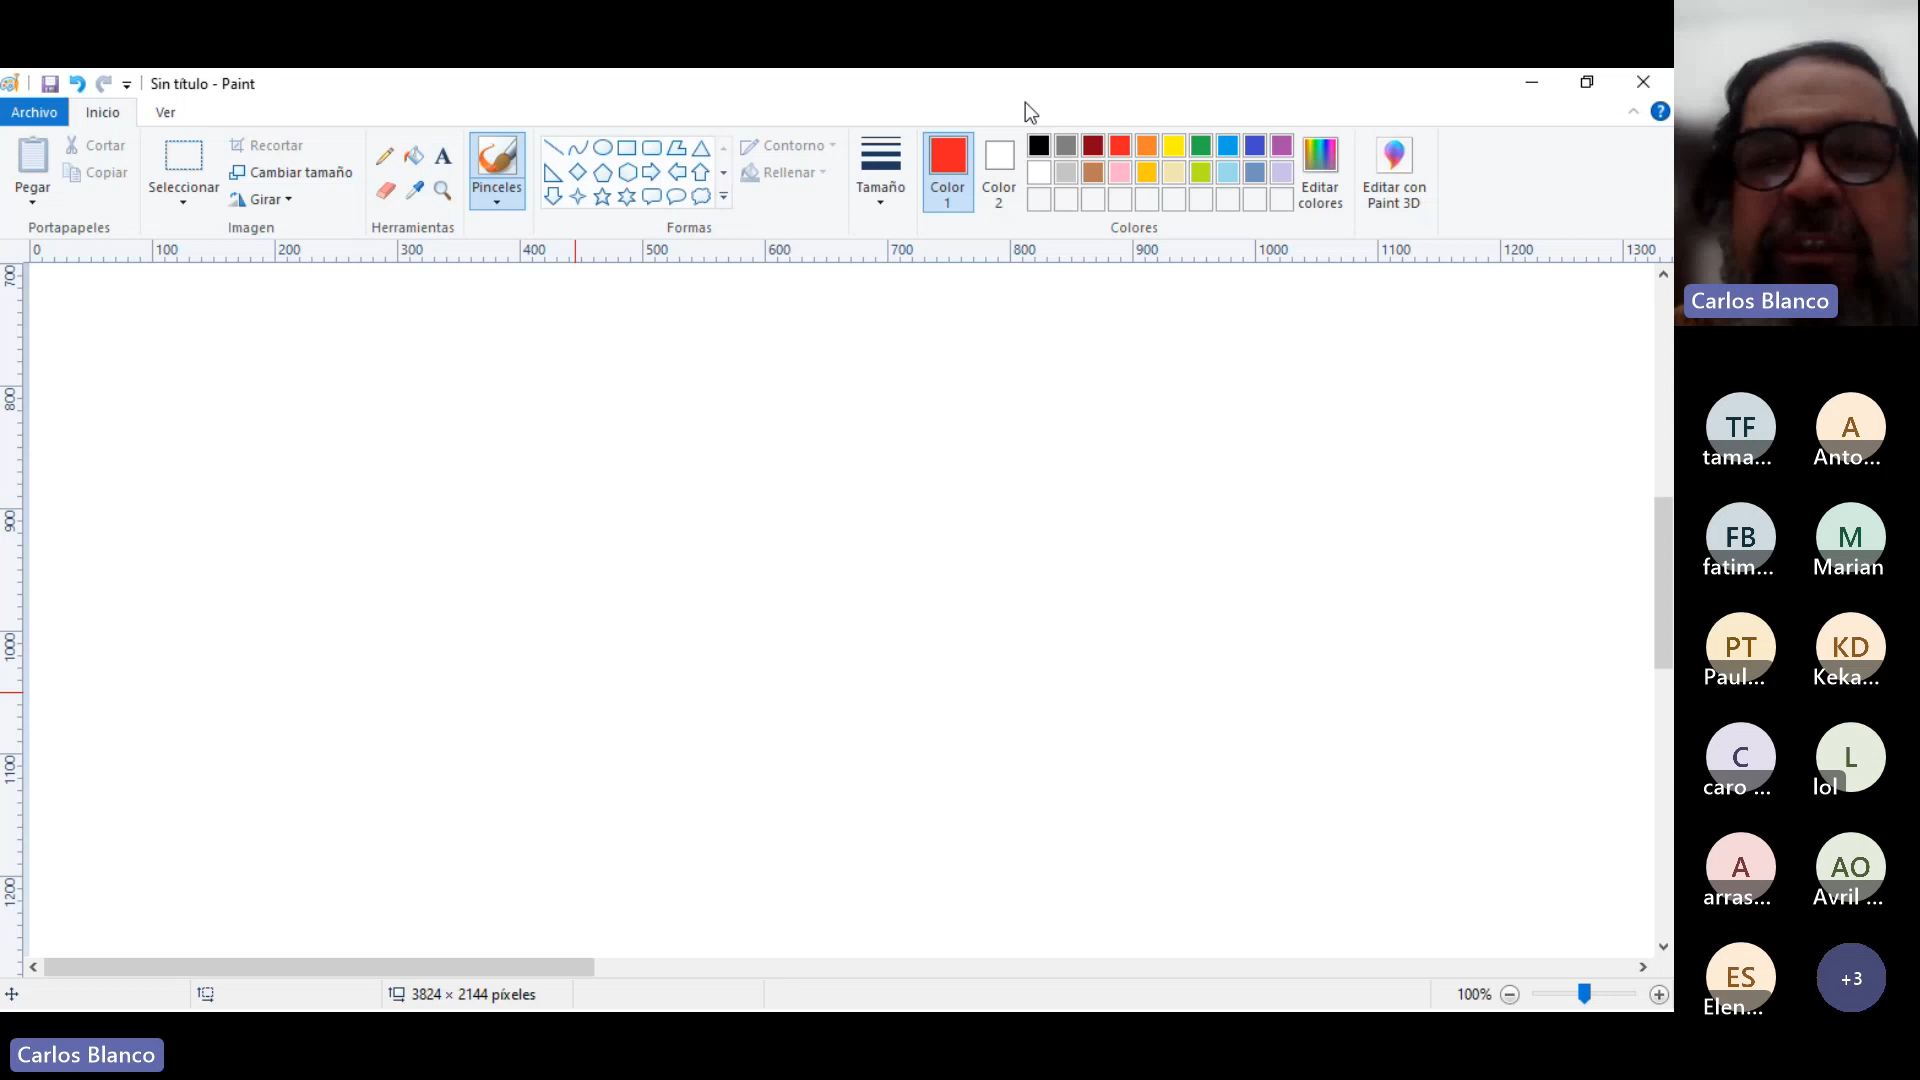 Sin título - Paint
Archivo
Inicio
Ver
Pegar
Cortar
Copiar
Portapapeles
Seleccionar
Recortar
Cambiar tamaño
Girar
Imagen
A
Herramientas
Pinceles
Contorno
Rellenar
Formas
Tamaño
Color
1
Color
2
Editar
colores
Colores
Editar con
Paint 3D
?
0 100 200 300 400 500 600 700 800 900 1000 1100 1200 1300
700
800
900
1000
1100
1200
3824 × 2144 píxeles
100%
Carlos Blanco
TF
tama...
A
Anto...
FB
fatim...
M
Marian
PT
Paul...
KD
Keka...
C
caro ...
L
lol
A
arras...
AO
Avril ...
ES
Elen...
+3
Carlos Blanco